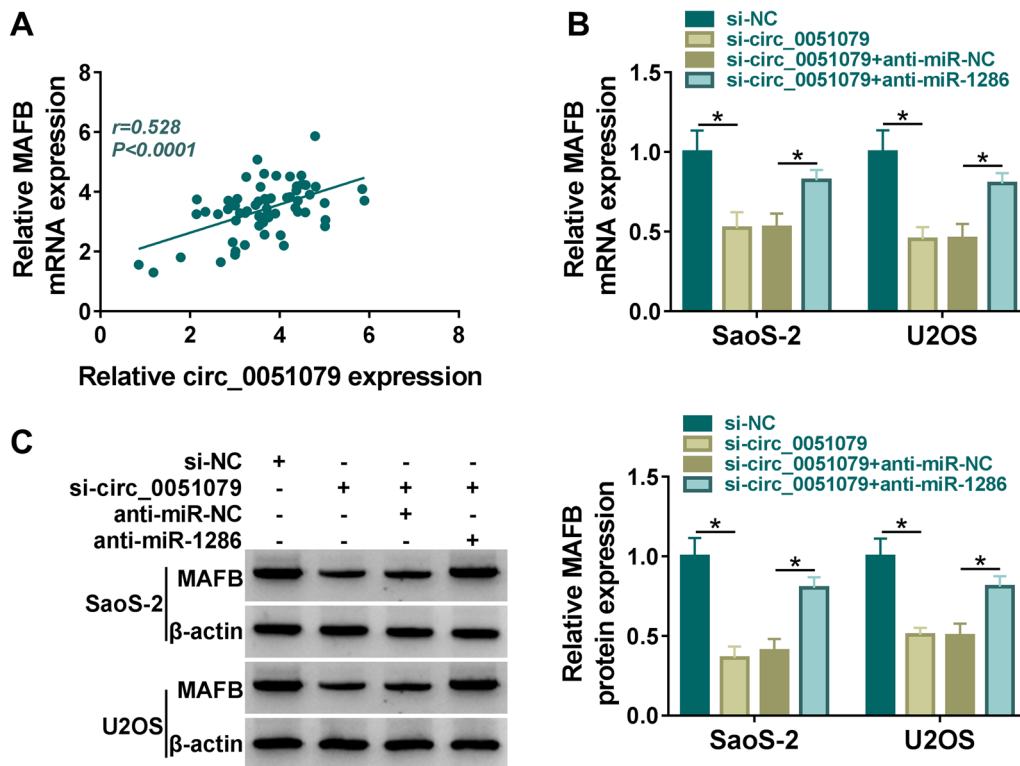 A
Relative MAFB
mRNA expression
8
6
4
2
0
r=0.528
P<0.0001
0 2 4 6 8
Relative circ_0051079 expression
B
si-NC
si-circ_0051079
si-circ_0051079+anti-miR-NC
si-circ_0051079+anti-miR-1286
Relative MAFB
mRNA expression
1.5
1.0
0.5
0.0
* * * *
SaoS-2 U2OS
C
si-NC + - - -
si-circ_0051079 - + + +
anti-miR-NC - - + -
anti-miR-1286 - - - +
SaoS-2
MAFB
β-actin
U2OS
MAFB
β-actin
si-NC
si-circ_0051079
si-circ_0051079+anti-miR-NC
si-circ_0051079+anti-miR-1286
Relative MAFB
protein expression
1.5
1.0
0.5
0.0
* * * *
SaoS-2 U2OS